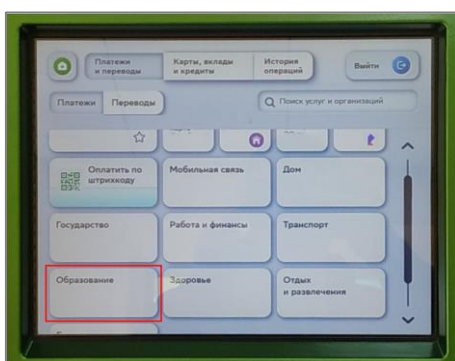 Платежи
и переводы
Карты, вклады
и кредиты
История
операций
Выйти
Платежи
Переводы
Поиск услуг и организаций
Оплатить по
штрихкоду
Мобильная связь
Дом
Государство
Работа и финансы
Транспорт
Образование
Здоровье
Отдых
и развлечения